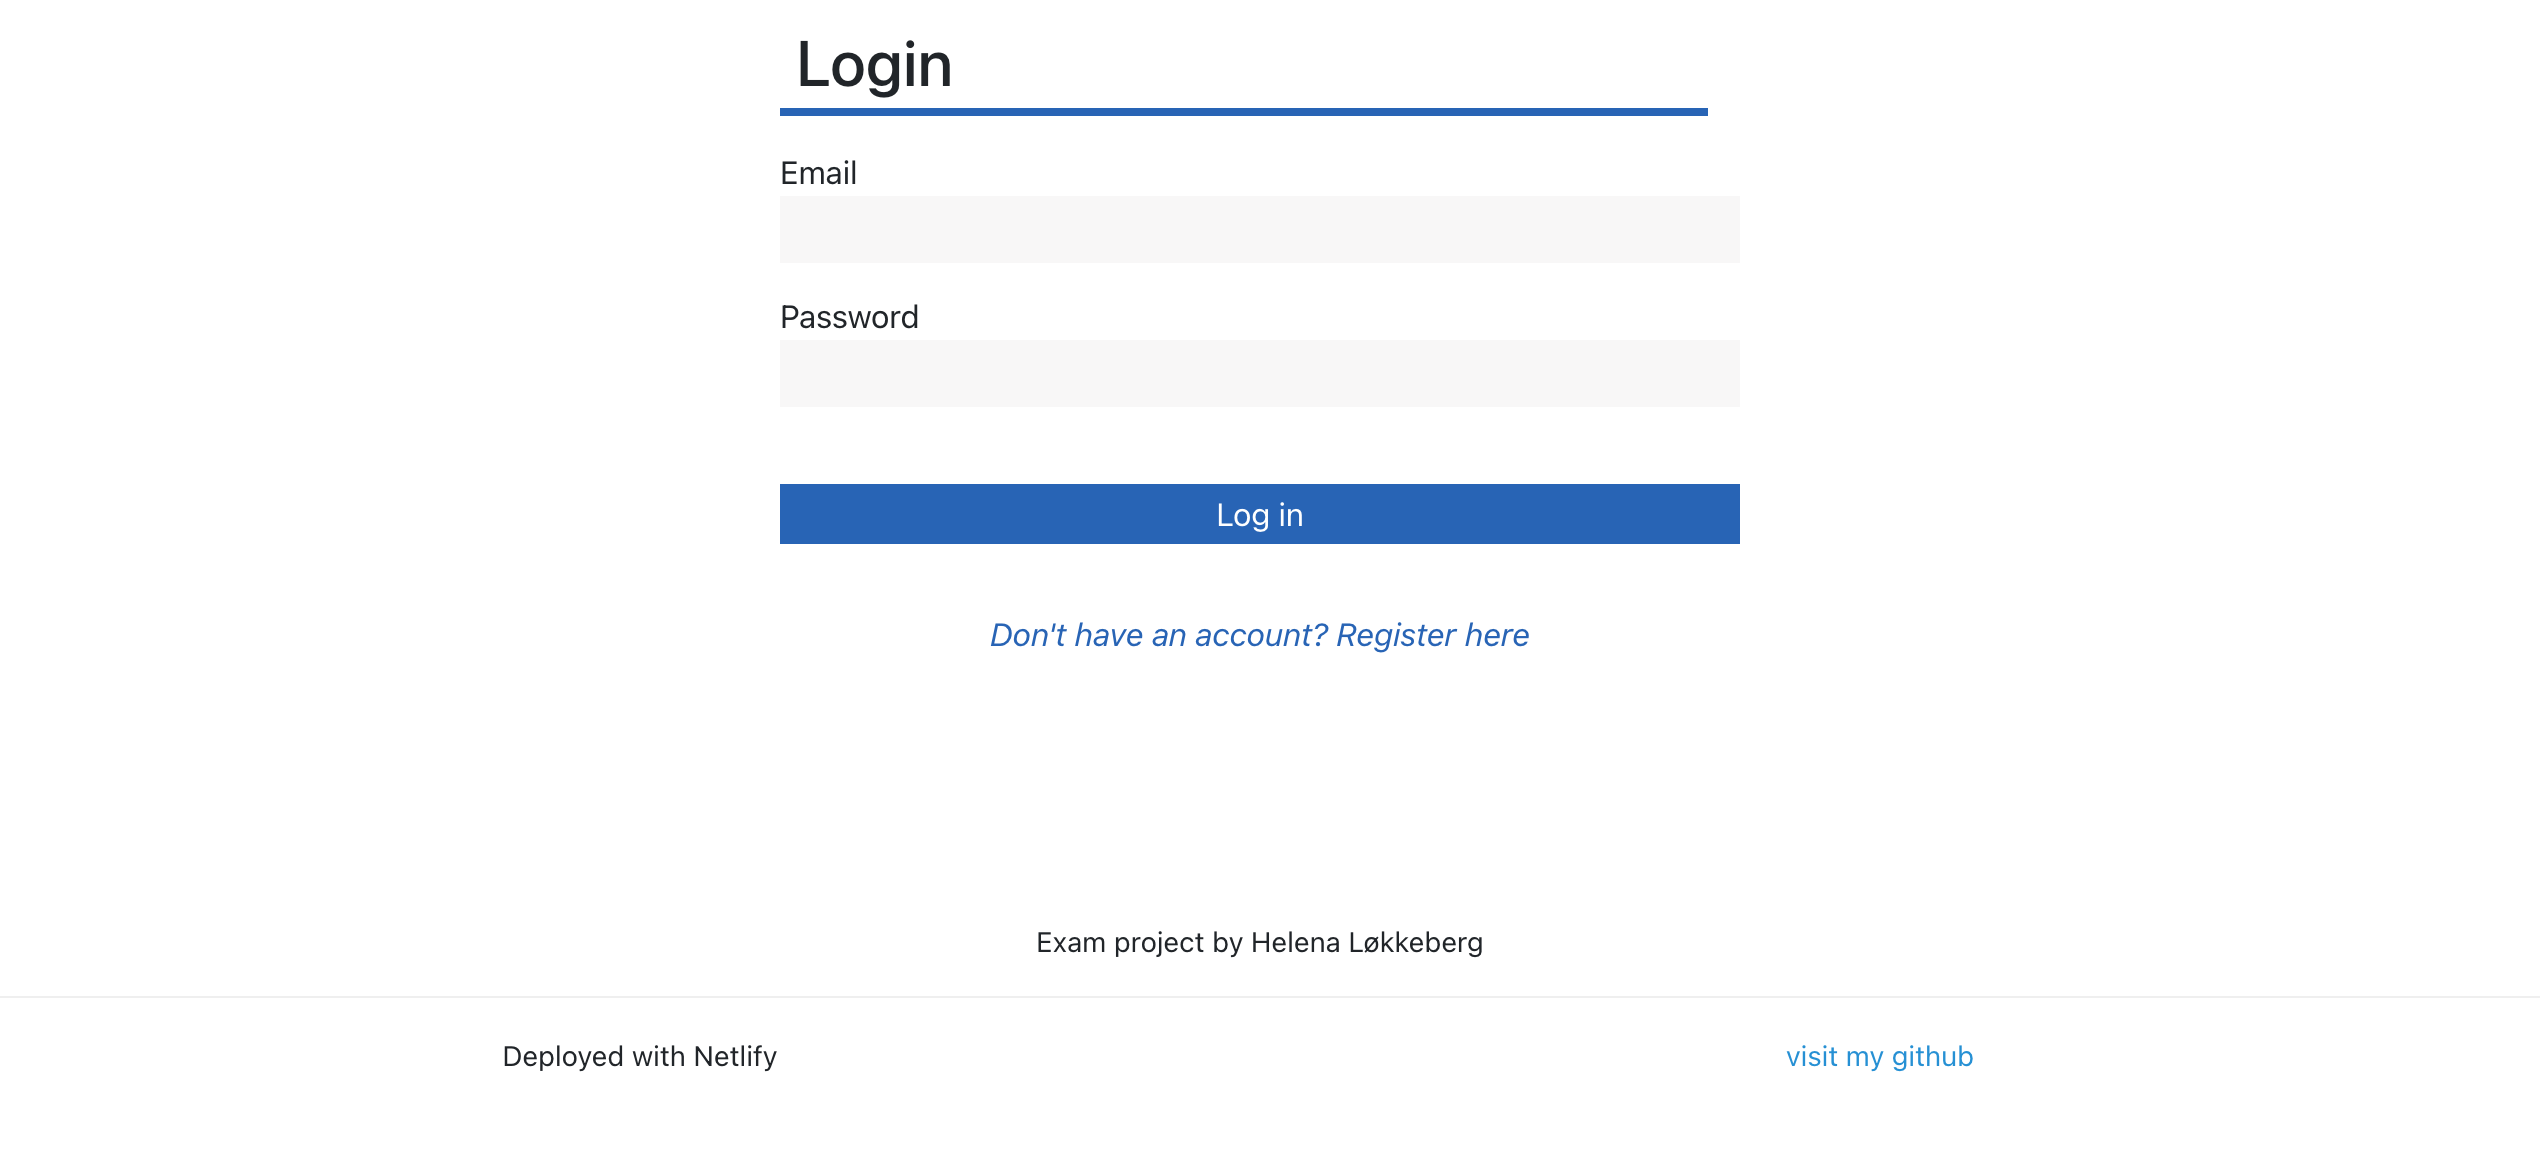 Login
Email
Password
Log in
Don't have an account? Register here
Exam project by Helena Løkkeberg
Deployed with Netlify
visit my github